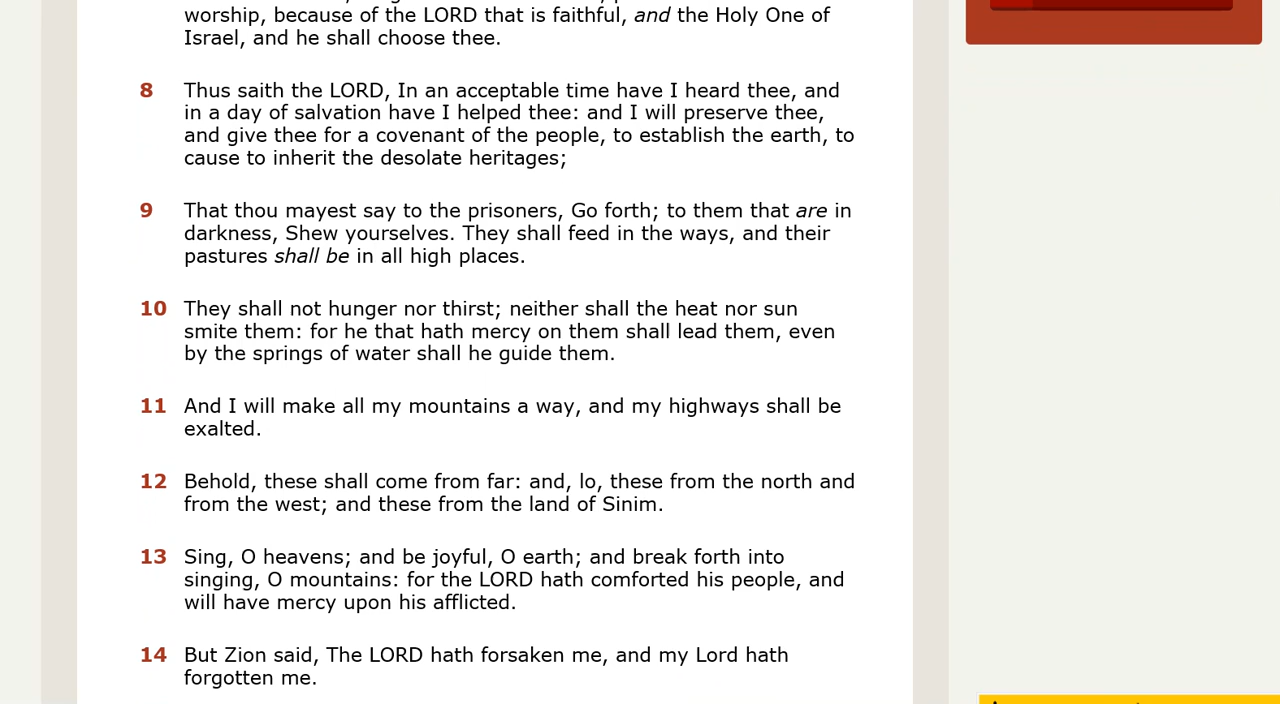 worship, because of the LORD that is faithful, and the Holy One of
Israel, and he shall choose thee.
8 Thus saith the LORD, In an acceptable time have I heard thee, and
in a day of salvation have I helped thee: and I will preserve thee,
and give thee for a covenant of the people, to establish the earth, to
cause to inherit the desolate heritages;
9 That thou mayest say to the prisoners, Go forth; to them that are in
darkness, Shew yourselves. They shall feed in the ways, and their
pastures shall be in all high places.
10 They shall not hunger nor thirst; neither shall the heat nor sun
smite them: for he that hath mercy on them shall lead them, even
by the springs of water shall he guide them.
11 And I will make all my mountains a way, and my highways shall be
exalted.
12 Behold, these shall come from far: and, lo, these from the north and
from the west; and these from the land of Sinim.
13 Sing, O heavens; and be joyful, O earth; and break forth into
singing, O mountains: for the LORD hath comforted his people, and
will have mercy upon his afflicted.
14 But Zion said, The LORD hath forsaken me, and my Lord hath
forgotten me.